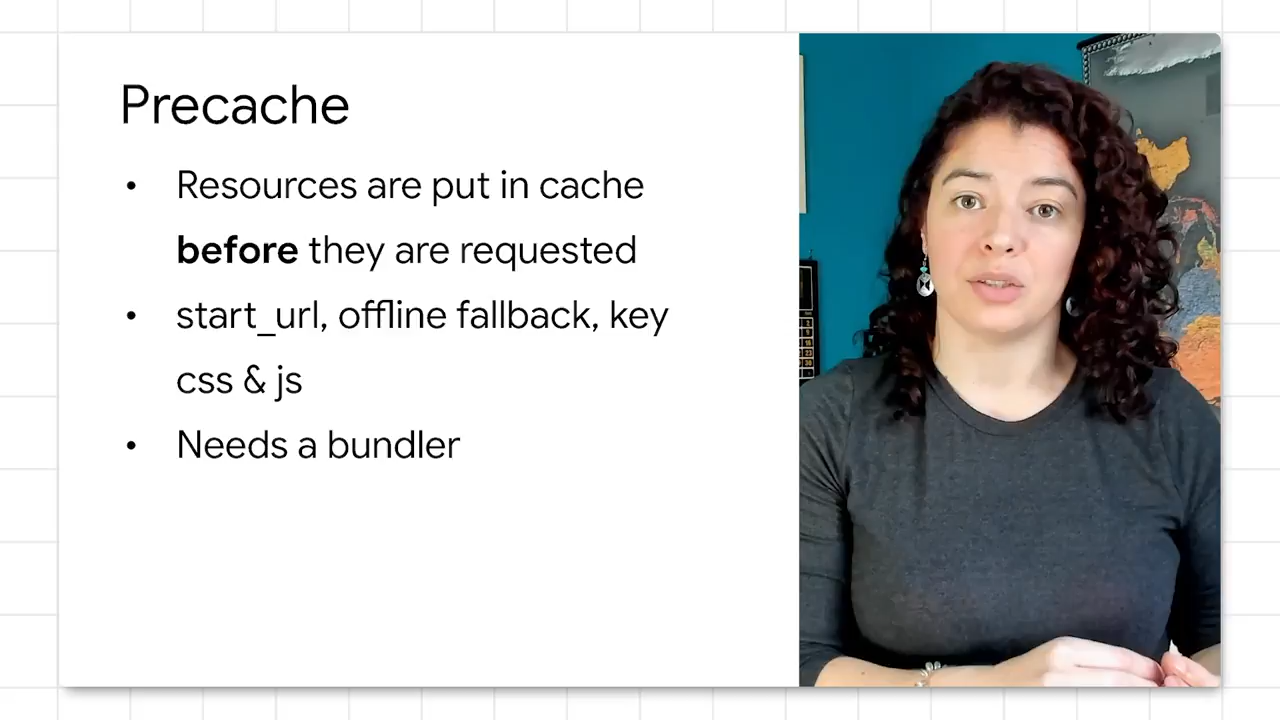 Precache
• Resources are put in cache
before they are requested
• start_url, offline fallback, key
css & js
• Needs a bundler